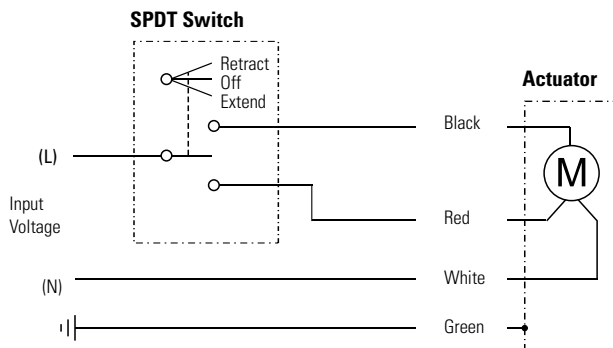 SPDT Switch
Retract
Off
Extend
Actuator
Black
(L)
M
Input
Voltage
Red
White
(N)
Green